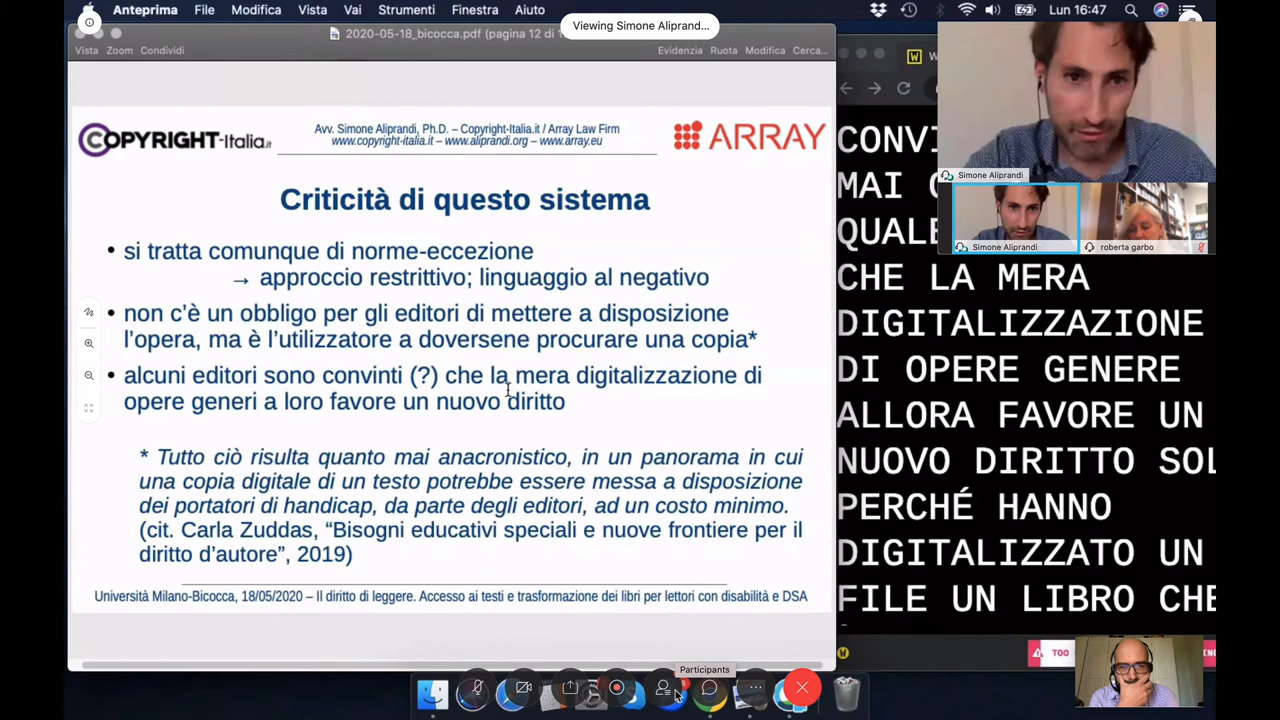 Anteprima File Modifica Vista Vai Strumenti Finestra Aiuto
Lun 16:47
Viewing Simone Aliprand...
2020-05-18_bicocca.pdf (pagina 12 di
Vista Zoom Condividi
Evidenzia Ruota Modifica Cerca...
COPYRIGHT-Italia.it
Avv. Simone Aliprandi, Ph.D. – Copyright-Italia.it / Array Law Firm
www.copyright-italia.it – www.aliprandi.org – www.array.eu
ARRAY
Criticità di questo sistema
• si tratta comunque di norme-eccezione
→ approccio restrittivo; linguaggio al negativo
• non c’è un obbligo per gli editori di mettere a disposizione
l’opera, ma è l’utilizzatore a doversene procurare una copia*
• alcuni editori sono convinti (?) che la mera digitalizzazione di
opere generi a loro favore un nuovo diritto
* Tutto ciò risulta quanto mai anacronistico, in un panorama in cui
una copia digitale di un testo potrebbe essere messa a disposizione
dei portatori di handicap, da parte degli editori, ad un costo minimo.
(cit. Carla Zuddas, “Bisogni educativi speciali e nuove frontiere per il
diritto d’autore”, 2019)
Università Milano-Bicocca, 18/05/2020 – Il diritto di leggere. Accesso ai testi e trasformazione dei libri per lettori con disabilità e DSA
CONVI
MAI
QUALE
CHE LA MERA
DIGITALIZZAZIONE
DI OPERE GENERE
ALLORA FAVORE UN
NUOVO DIRITTO SOL
PERCHÉ HANNO
DIGITALIZZATO UN
FILE UN LIBRO CHE
Simone Aliprandi
Simone Aliprandi
roberta garbo
TOO
Participants